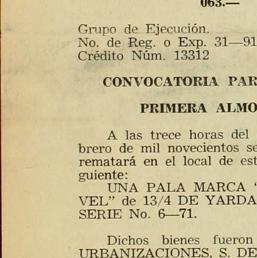 063.—
Grupo de Ejecución.
No. de Reg. o Exp. 31—91
Crédito Núm. 13312
CONVOCATORIA PAR
PRIMERA ALMO
A las trece horas del
brero de mil novecientos se
rematará en el local de est
guiente:
UNA PALA MARCA "
VEL" de 13/4 DE YARDA
SERIE No. 6—71.
Dichos bienes fueron
URBANIZACIONES, S. DE